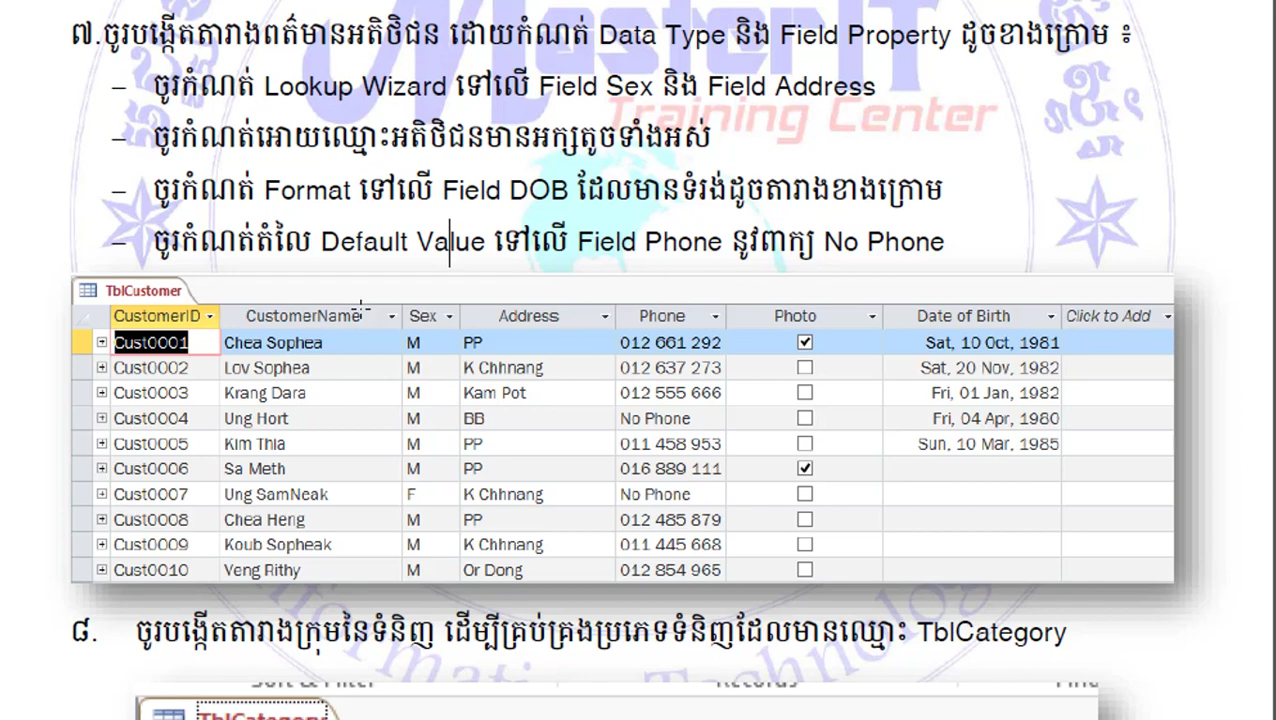 ៧.ចូរបង្កើតតារាងពត៌មានអតិថិជន ដោយកំណត់ Data Type និង Field Property ដូចខាងក្រោម ៖
– ចូរកំណត់ Lookup Wizard ទៅលើ Field Sex និង Field Address
– ចូរកំណត់អោយឈ្មោះអតិថិជនមានអក្សតូចទាំងអស់
– ចូរកំណត់ Format ទៅលើ Field DOB ដែលមានទំរង់ដូចតារាងខាងក្រោម
– ចូរកំណត់តំលៃ Default Value ទៅលើ Field Phone នូវពាក្យ No Phone
MasterIT
Training Center
TblCustomer
CustomerID CustomerName Sex Address Phone Photo Date of Birth Click to Add
Cust0001 Chea Sophea M PP 012 661 292 Sat, 10 Oct, 1981
Cust0002 Lov Sophea M K Chhnang 012 637 273 Sat, 20 Nov, 1982
Cust0003 Krang Dara M Kam Pot 012 555 666 Fri, 01 Jan, 1982
Cust0004 Ung Hort M BB No Phone Fri, 04 Apr, 1980
Cust0005 Kim Thia M PP 011 458 953 Sun, 10 Mar, 1985
Cust0006 Sa Meth M PP 016 889 111
Cust0007 Ung SamNeak F K Chhnang No Phone
Cust0008 Chea Heng M PP 012 485 879
Cust0009 Koub Sopheak M K Chhnang 011 445 668
Cust0010 Veng Rithy M Or Dong 012 854 965
៨. ចូរបង្កើតតារាងក្រុមនៃទំនិញ ដើម្បីគ្រប់គ្រងប្រភេទទំនិញដែលមានឈ្មោះ TblCategory
TblCategory